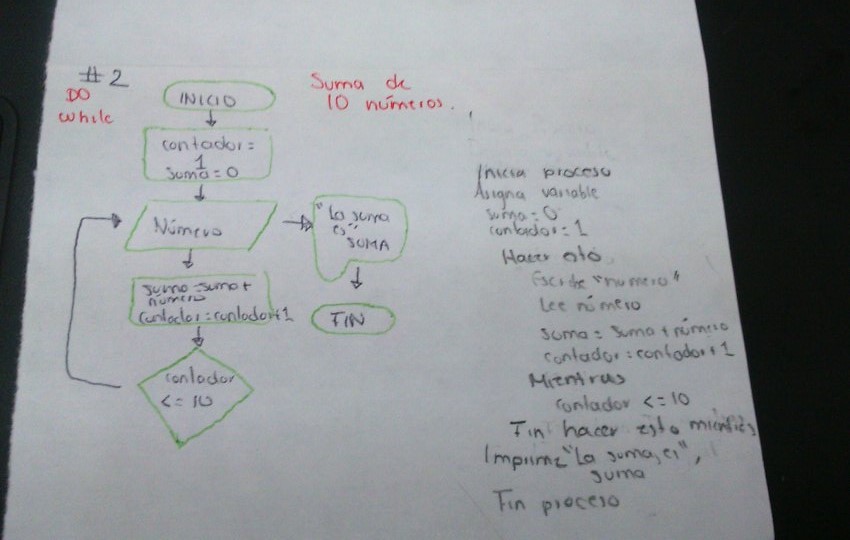 #2
DO
while
Suma de
10 números.
INICIO
contador =
1
suma = 0
Número
suma = suma +
número
contador = contador + 1
contador
<= 10
"La suma
es"
SUMA
FIN
Inicia proceso
Asigna variable
suma = 0
contador = 1
Hacer
Escribe "numero"
Lee número
suma = suma + número
contador = contador + 1
Mientras
contador <= 10
Fin hacer esto mientras
Imprime "La suma es",
suma
Fin proceso